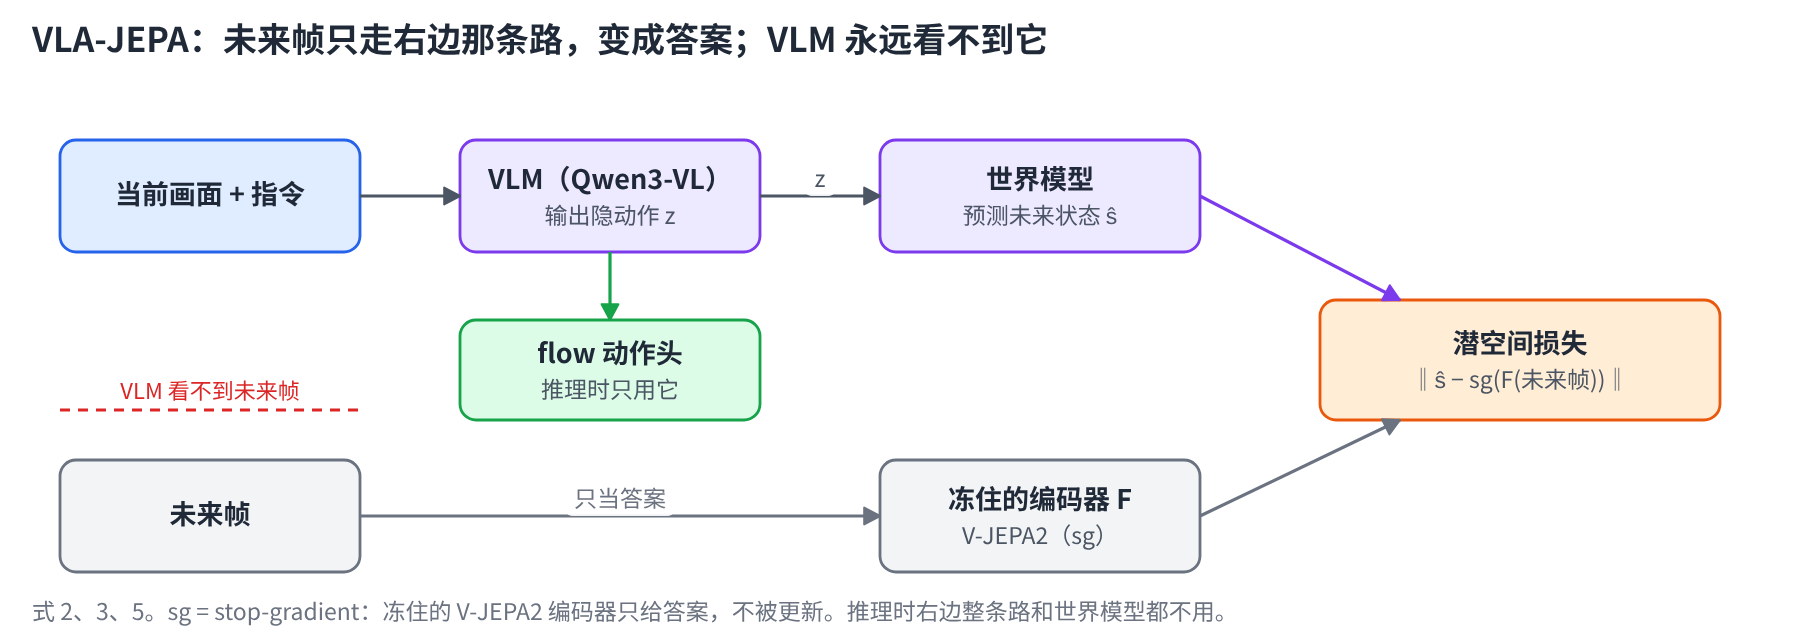 VLA-JEPA：未来帧只走右边那条路，变成答案；VLM 永远看不到它
当前画面 + 指令
VLM（Qwen3-VL）
输出隐动作 z
z
世界模型
预测未来状态 ŝ
flow 动作头
推理时只用它
潜空间损失
‖ ŝ − sg(F(未来帧)) ‖
VLM 看不到未来帧
未来帧
只当答案
冻住的编码器 F
V-JEPA2（sg）
式 2、3、5。sg = stop-gradient：冻住的 V-JEPA2 编码器只给答案，不被更新。推理时右边整条路和世界模型都不用。